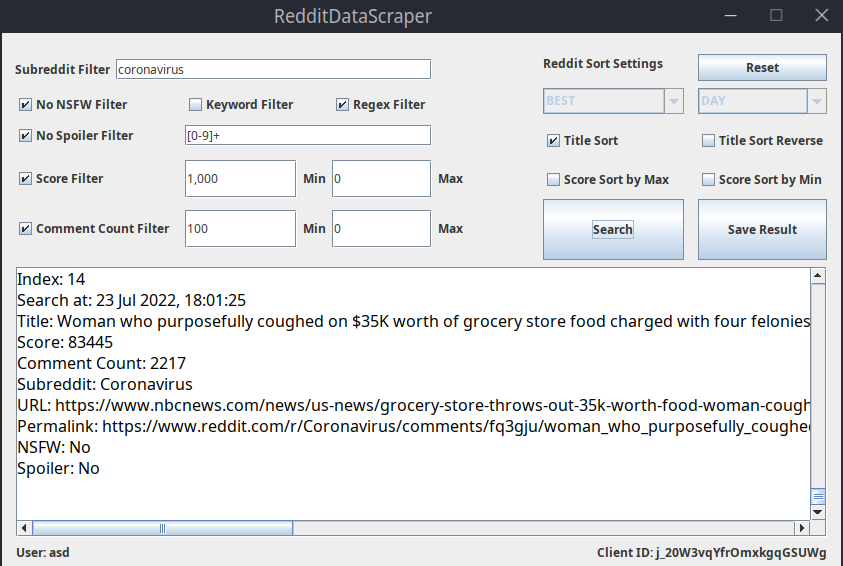 RedditDataScraper
Subreddit Filter coronavirus
Reddit Sort Settings Reset
No NSFW Filter Keyword Filter Regex Filter
BEST DAY
No Spoiler Filter [0-9]+
Title Sort Title Sort Reverse
Score Filter 1,000 Min 0 Max
Score Sort by Max Score Sort by Min
Comment Count Filter 100 Min 0 Max
Search Save Result
Index: 14
Search at: 23 Jul 2022, 18:01:25
Title: Woman who purposefully coughed on $35K worth of grocery store food charged with four felonies
Score: 83445
Comment Count: 2217
Subreddit: Coronavirus
URL: https://www.nbcnews.com/news/us-news/grocery-store-throws-out-35k-worth-food-woman-cough
Permalink: https://www.reddit.com/r/Coronavirus/comments/fq3gju/woman_who_purposefully_coughe
NSFW: No
Spoiler: No
User: asd
Client ID: j_20W3vqYfrOmxkgqGSUWg